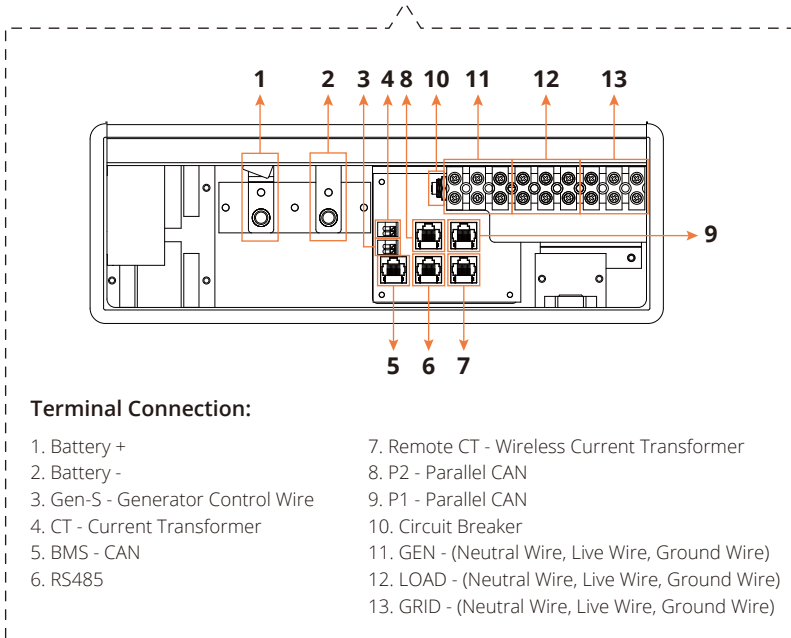 1 2 3 4 8 10 11 12 13
9
5 6 7
Terminal Connection:
1. Battery +
2. Battery -
3. Gen-S - Generator Control Wire
4. CT - Current Transformer
5. BMS - CAN
6. RS485
7. Remote CT - Wireless Current Transformer
8. P2 - Parallel CAN
9. P1 - Parallel CAN
10. Circuit Breaker
11. GEN - (Neutral Wire, Live Wire, Ground Wire)
12. LOAD - (Neutral Wire, Live Wire, Ground Wire)
13. GRID - (Neutral Wire, Live Wire, Ground Wire)